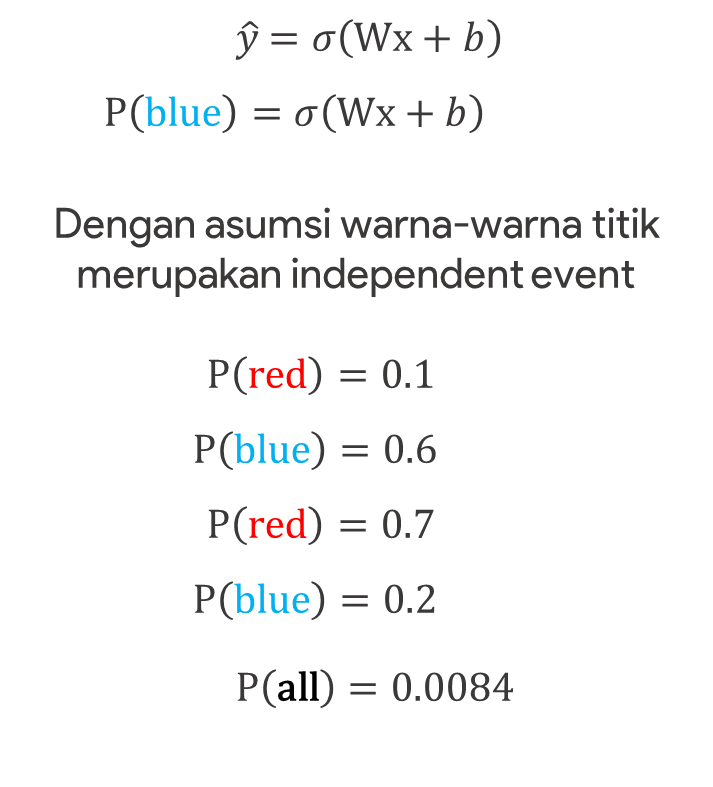 ŷ = σ(Wx + b)
P(blue) = σ(Wx + b)
Dengan asumsi warna-warna titik
merupakan independent event
P(red) = 0.1
P(blue) = 0.6
P(red) = 0.7
P(blue) = 0.2
P(all) = 0.0084